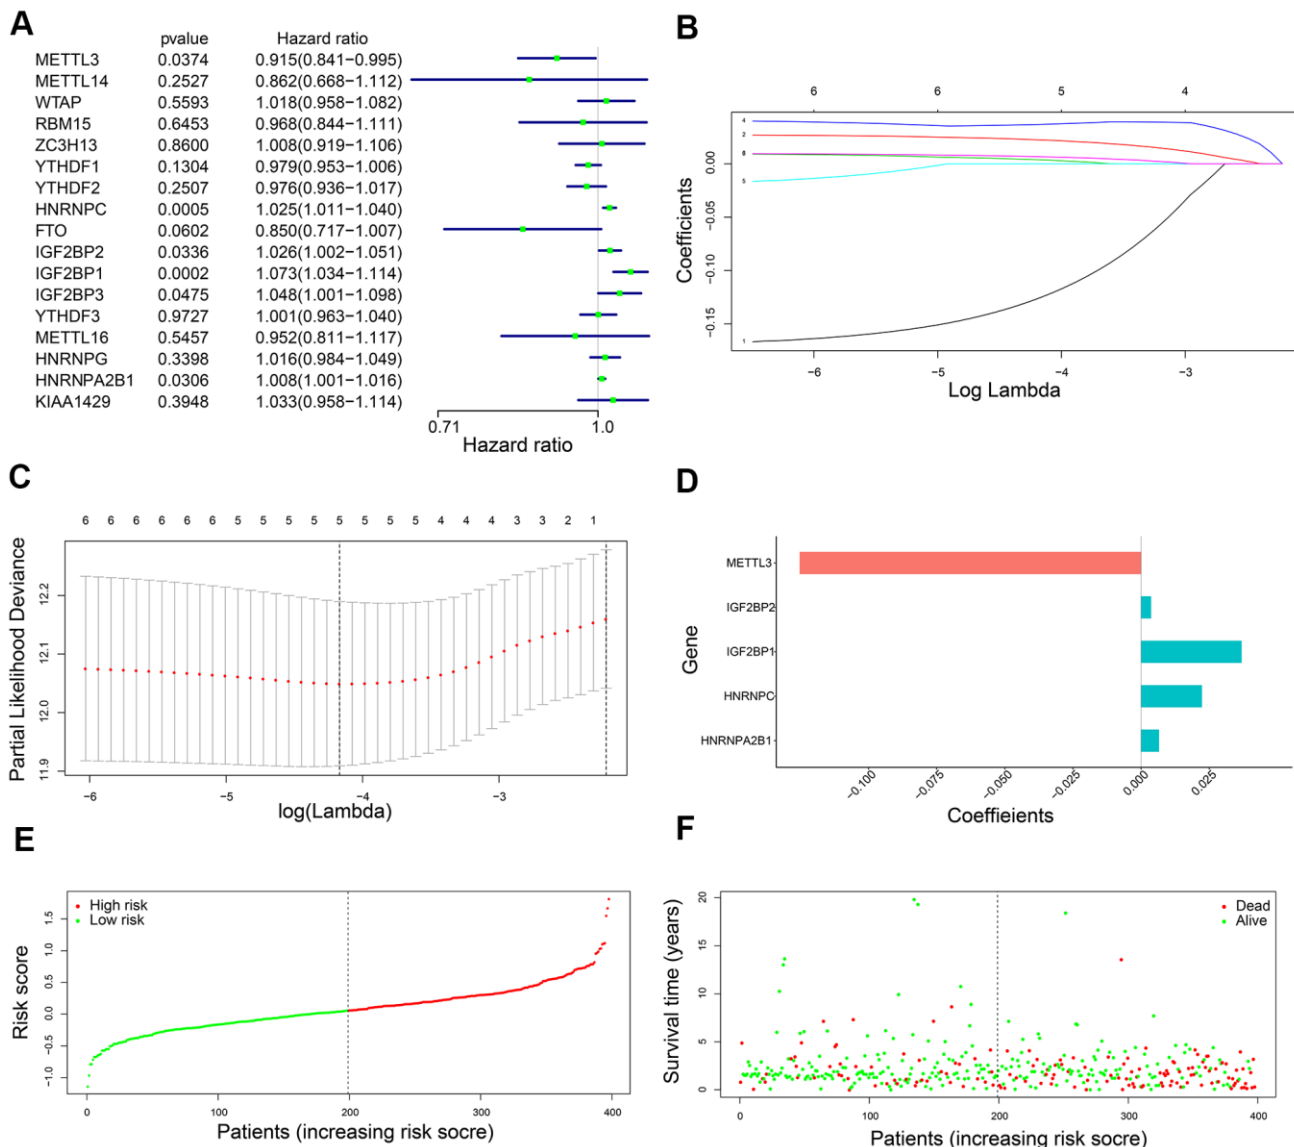 A
pvalue Hazard ratio
METTL3 0.0374 0.915(0.841−0.995)
METTL14 0.2527 0.862(0.668−1.112)
WTAP 0.5593 1.018(0.958−1.082)
RBM15 0.6453 0.968(0.844−1.111)
ZC3H13 0.8600 1.008(0.919−1.106)
YTHDF1 0.1304 0.979(0.953−1.006)
YTHDF2 0.2507 0.976(0.936−1.017)
HNRNPC 0.0005 1.025(1.011−1.040)
FTO 0.0602 0.850(0.717−1.007)
IGF2BP2 0.0336 1.026(1.002−1.051)
IGF2BP1 0.0002 1.073(1.034−1.114)
IGF2BP3 0.0475 1.048(1.001−1.098)
YTHDF3 0.9727 1.001(0.963−1.040)
METTL16 0.5457 0.952(0.811−1.117)
HNRNPG 0.3398 1.016(0.984−1.049)
HNRNPA2B1 0.0306 1.008(1.001−1.016)
KIAA1429 0.3948 1.033(0.958−1.114)
0.71 1.0
Hazard ratio
B
6 6 5 4
Coefficients
0.00
−0.05
−0.10
−0.15
4
2
5
1
−6 −5 −4 −3
Log Lambda
C
6 6 6 6 6 6 5 5 5 5 5 5 5 5 4 4 4 3 3 2 1
Partial Likelihood Deviance
12.2
12.1
12.0
11.9
−6 −5 −4 −3
log(Lambda)
D
Gene
METTL3
IGF2BP2
IGF2BP1
HNRNPC
HNRNPA2B1
−0.100 −0.075 −0.050 −0.025 0.000 0.025
Coeffieients
E
High risk
Low risk
Risk score
1.5
1.0
0.5
0.0
−0.5
−1.0
0 100 200 300 400
Patients (increasing risk socre)
F
Dead
Alive
Survival time (years)
20
15
10
5
0
0 100 200 300 400
Patients (increasing risk socre)